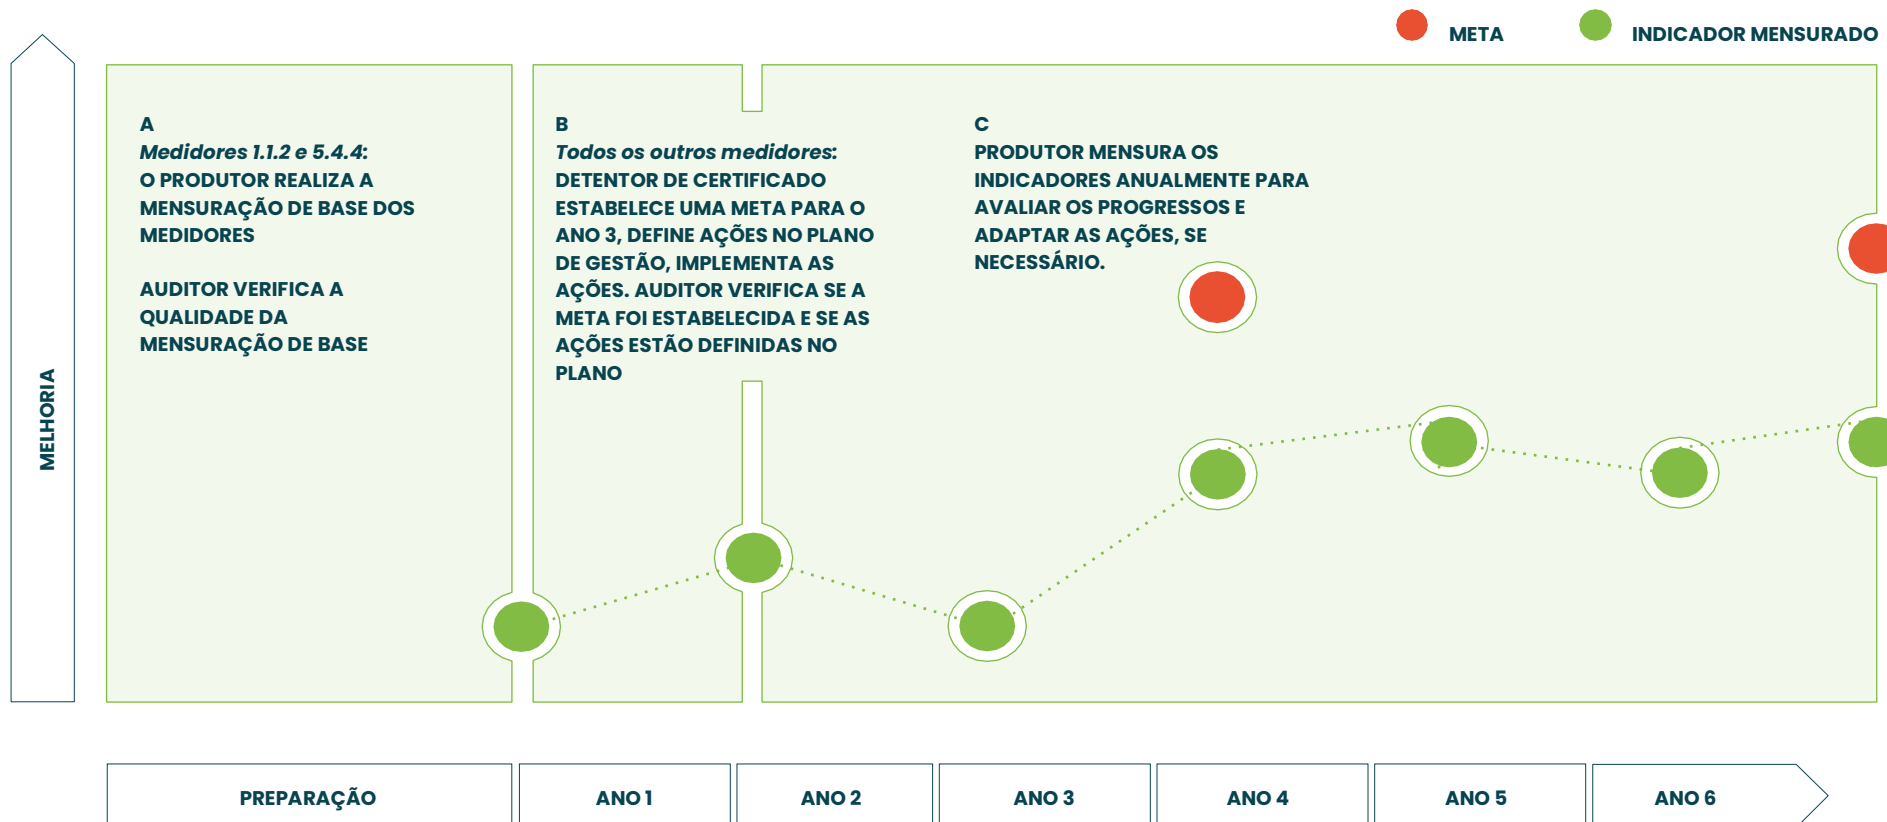 META
INDICADOR MENSURADO
A
Medidores 1.1.2 e 5.4.4:
O PRODUTOR REALIZA A
MENSURAÇÃO DE BASE DOS
MEDIDORES
AUDITOR VERIFICA A
QUALIDADE DA
MENSURAÇÃO DE BASE
B
Todos os outros medidores:
DETENTOR DE CERTIFICADO
ESTABELECE UMA META PARA O
ANO 3, DEFINE AÇÕES NO PLANO
DE GESTÃO, IMPLEMENTA AS
AÇÕES. AUDITOR VERIFICA SE A
META FOI ESTABELECIDA E SE AS
AÇÕES ESTÃO DEFINIDAS NO
PLANO
C
PRODUTOR MENSURA OS
INDICADORES ANUALMENTE PARA
AVALIAR OS PROGRESSOS E
ADAPTAR AS AÇÕES, SE
NECESSÁRIO.
MELHORIA
PREPARAÇÃO
ANO 1
ANO 2
ANO 3
ANO 4
ANO 5
ANO 6